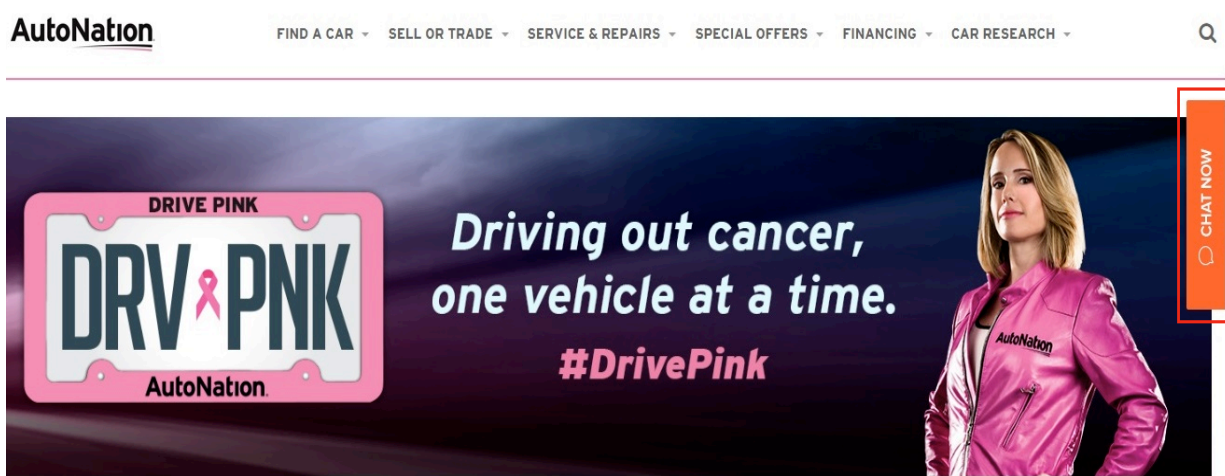 AutoNation
FIND A CAR SELL OR TRADE SERVICE & REPAIRS SPECIAL OFFERS FINANCING CAR RESEARCH
CHAT NOW
DRIVE PINK
DRV PNK
AutoNation.
Driving out cancer,
one vehicle at a time.
#DrivePink
AutoNation